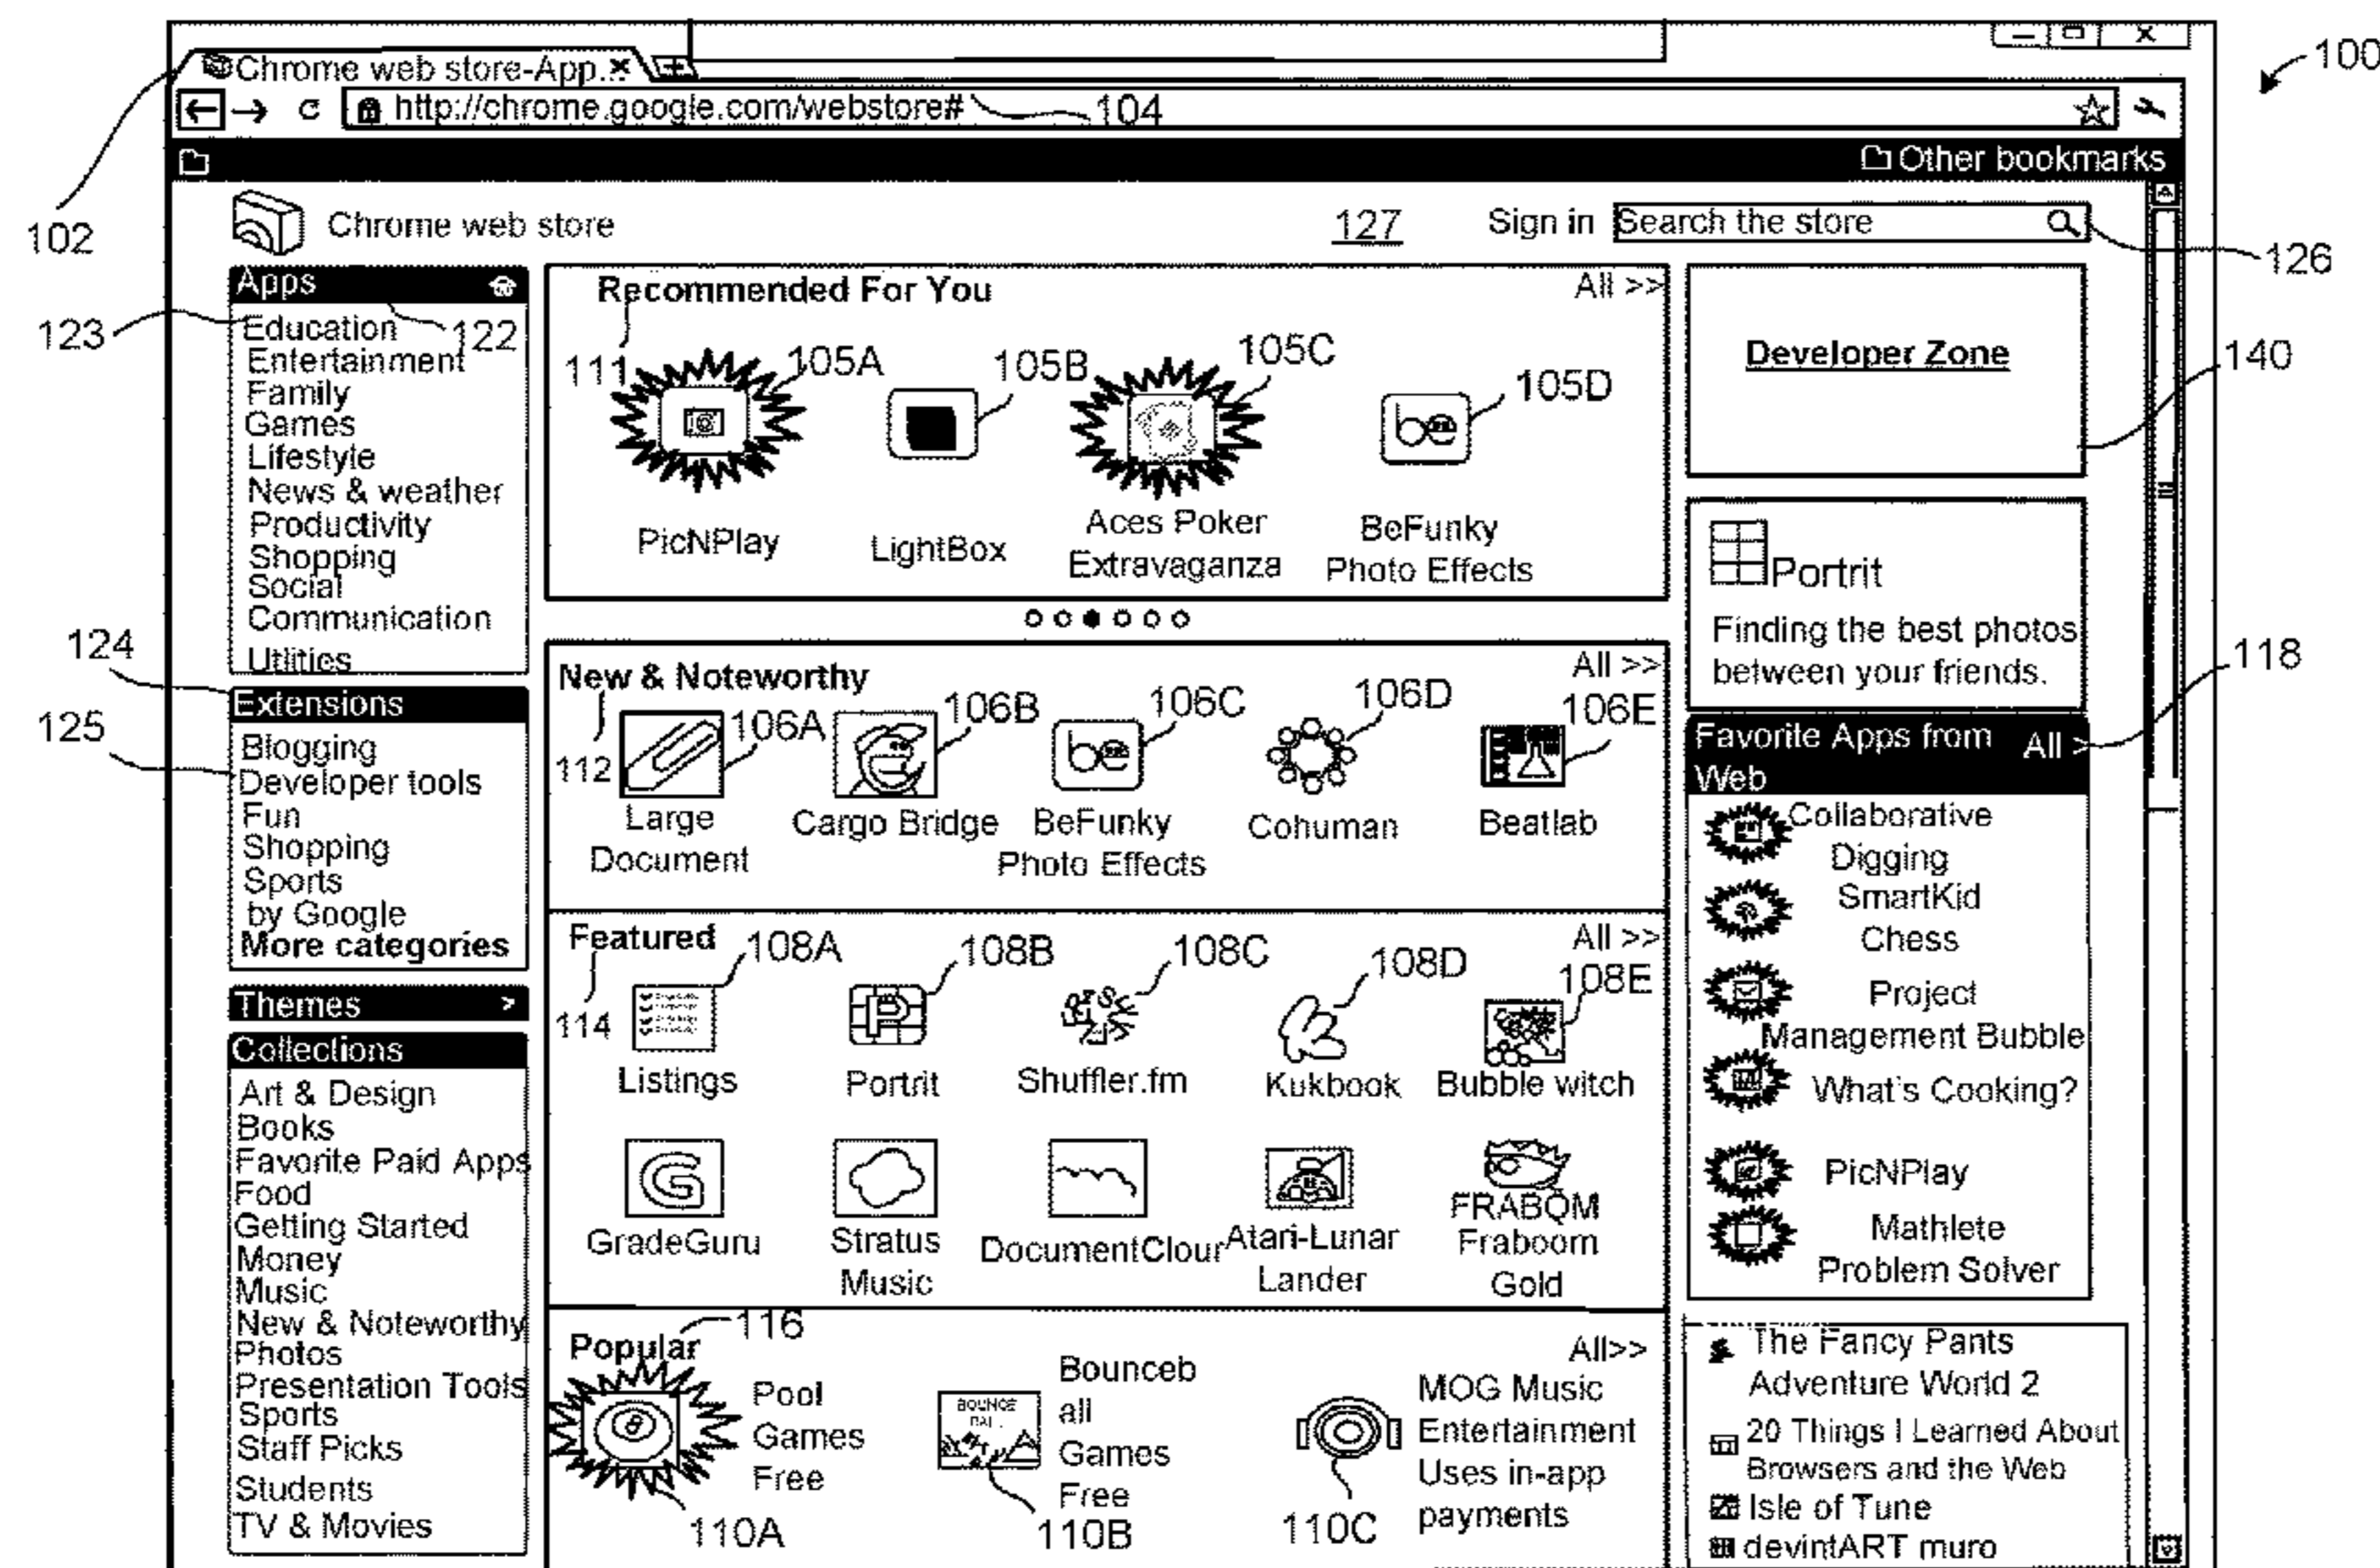 100
Chrome web store-App...
http://chrome.google.com/webstore#
104
Other bookmarks
102
Chrome web store
127
Sign in
Search the store
126
Apps
123
122
Education
Entertainment
Family
Games
Lifestyle
News & weather
Productivity
Shopping
Social
Communication
Utlities
124
Extensions
125
Blogging
Developer tools
Fun
Shopping
Sports
by Google
More categories
Themes >
Collections
Art & Design
Books
Favorite Paid Apps
Food
Getting Started
Money
Music
New & Noteworthy
Photos
Presentation Tools
Sports
Staff Picks
Students
TV & Movies
Recommended For You
All >>
111
105A
105B
105C
105D
PicNPlay
LightBox
Aces Poker
Extravaganza
BeFunky
Photo Effects
New & Noteworthy
All >>
112
106A
106B
106C
106D
106E
Large
Document
Cargo Bridge
BeFunky
Photo Effects
Cohuman
Beatlab
Featured
All >>
114
108A
108B
108C
108D
108E
Listings
Portrit
Shuffler.fm
Kukbook
Bubble witch
GradeGuru
Stratus
Music
DocumentClour
Atari-Lunar
Lander
FRABOM
Fraboom
Gold
Popular
116
All>>
Pool
Games
Free
110A
BOUNCE
BALL
Bounceb
all
Games
Free
110B
110C
MOG Music
Entertainment
Uses in-app
payments
Developer Zone
140
Portrit
Finding the best photos
between your friends.
118
Favorite Apps from
Web
All >
Collaborative
Digging
SmartKid
Chess
Project
Management Bubble
What's Cooking?
PicNPlay
Mathlete
Problem Solver
The Fancy Pants
Adventure World 2
20 Things I Learned About
Browsers and the Web
Isle of Tune
devintART muro